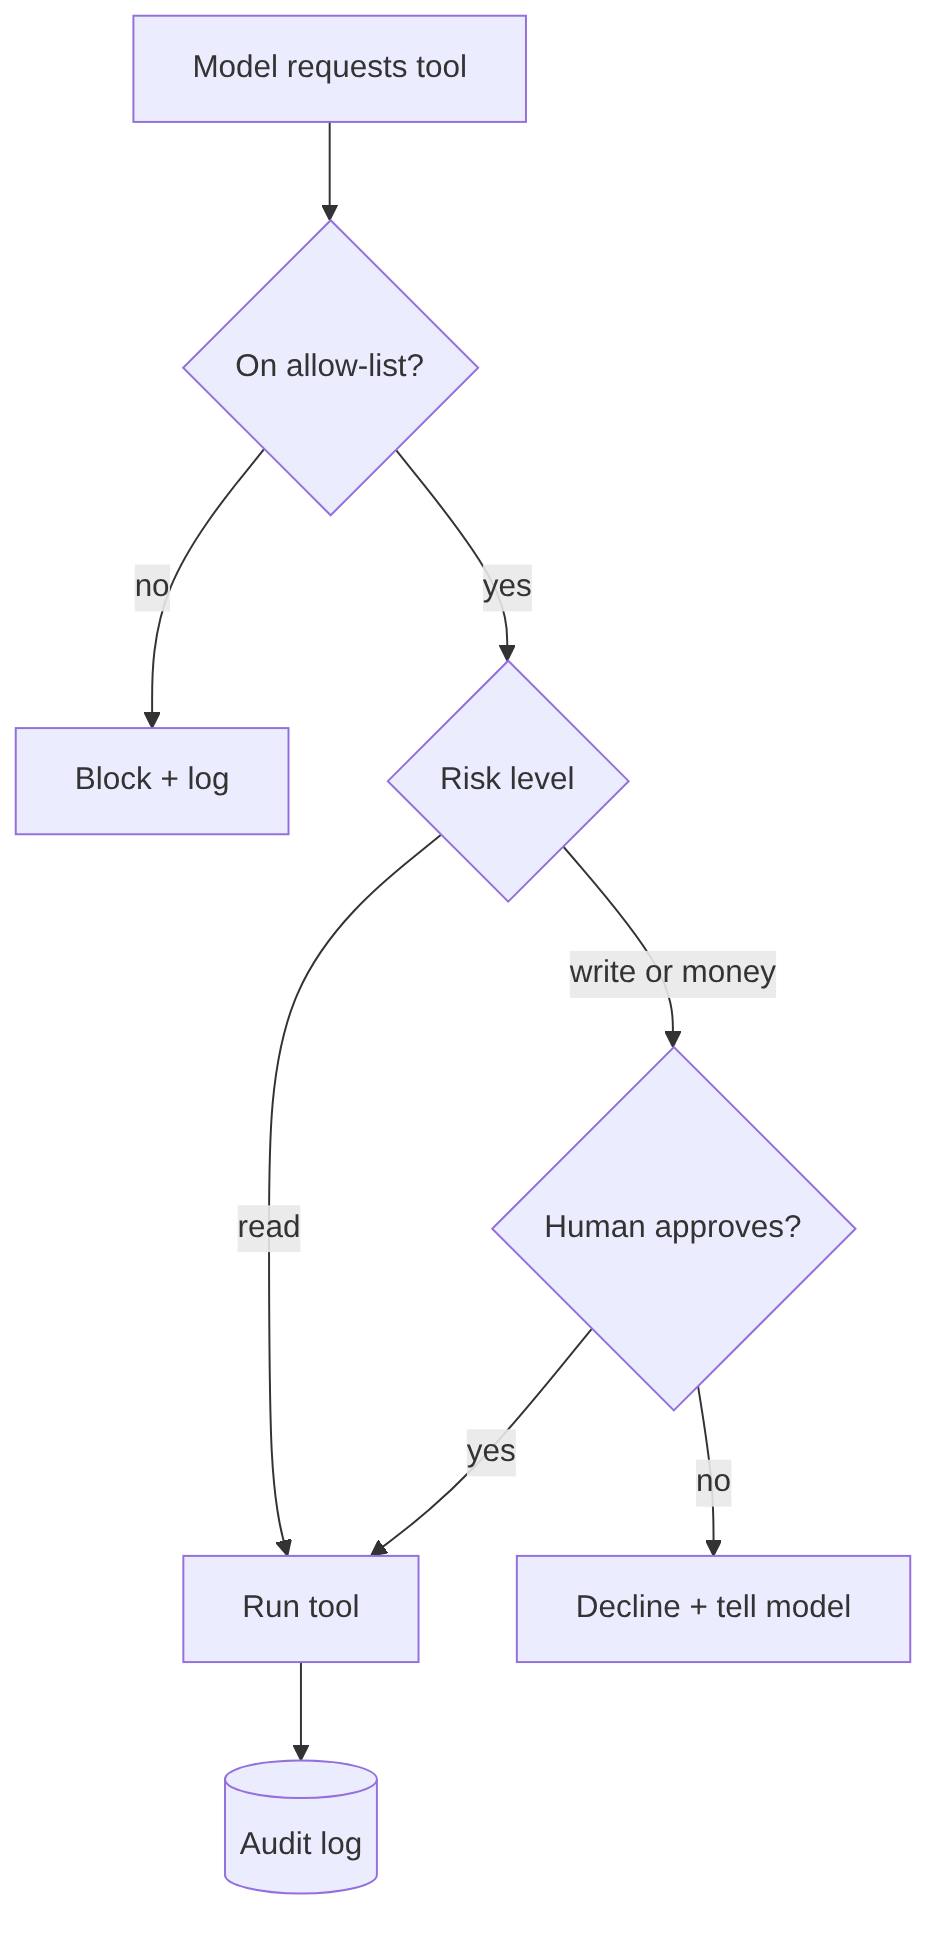 Model requests tool
On allow-list?
no
yes
Block + log
Risk level
write or money
read
Human approves?
yes
no
Run tool
Decline + tell model
Audit log